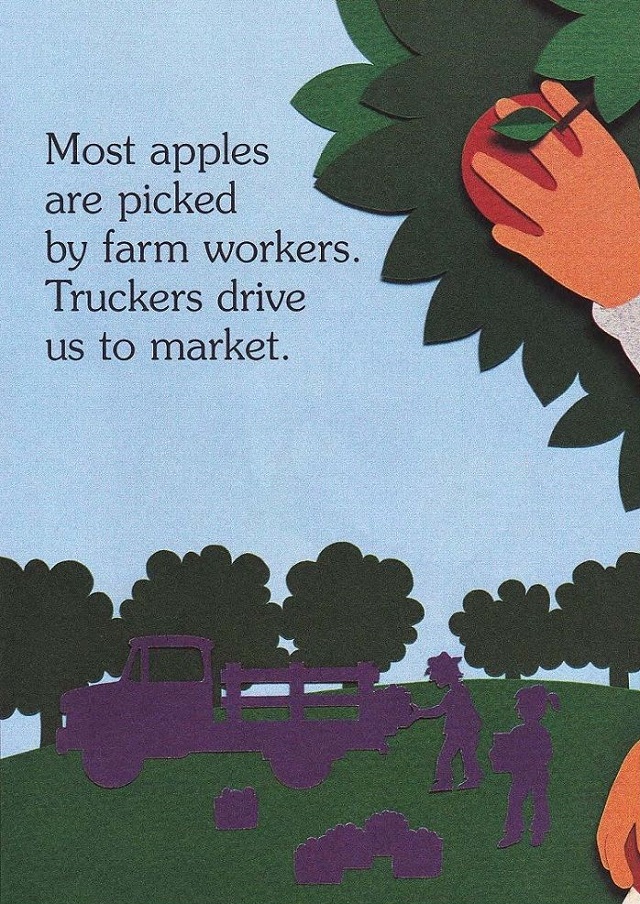 Most apples
are picked
by farm workers.
Truckers drive
us to market.